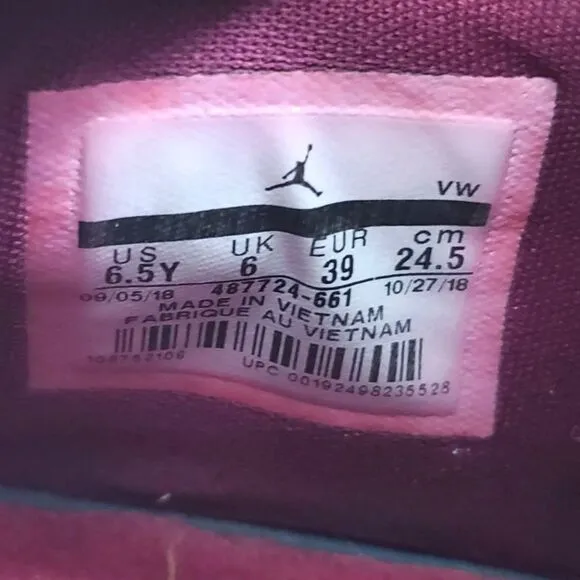 VW
US UK EUR cm
6.5Y 6 39 24.5
09/05/18 487724-661 10/27/18
MADE IN VIETNAM
FABRIQUE AU VIETNAM
UPC 00192498235528